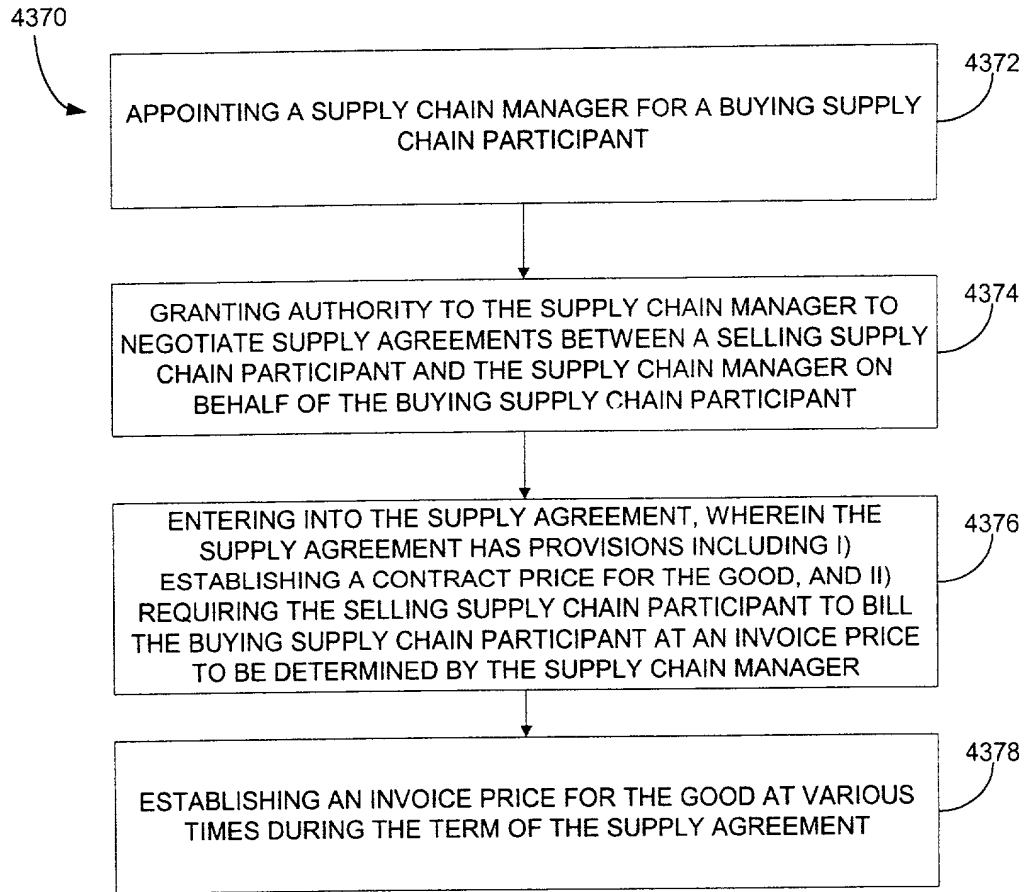 4370
4372
APPOINTING A SUPPLY CHAIN MANAGER FOR A BUYING SUPPLY
CHAIN PARTICIPANT
4374
GRANTING AUTHORITY TO THE SUPPLY CHAIN MANAGER TO
NEGOTIATE SUPPLY AGREEMENTS BETWEEN A SELLING SUPPLY
CHAIN PARTICIPANT AND THE SUPPLY CHAIN MANAGER ON
BEHALF OF THE BUYING SUPPLY CHAIN PARTICIPANT
4376
ENTERING INTO THE SUPPLY AGREEMENT, WHEREIN THE
SUPPLY AGREEMENT HAS PROVISIONS INCLUDING I)
ESTABLISHING A CONTRACT PRICE FOR THE GOOD, AND II)
REQUIRING THE SELLING SUPPLY CHAIN PARTICIPANT TO BILL
THE BUYING SUPPLY CHAIN PARTICIPANT AT AN INVOICE PRICE
TO BE DETERMINED BY THE SUPPLY CHAIN MANAGER
4378
ESTABLISHING AN INVOICE PRICE FOR THE GOOD AT VARIOUS
TIMES DURING THE TERM OF THE SUPPLY AGREEMENT